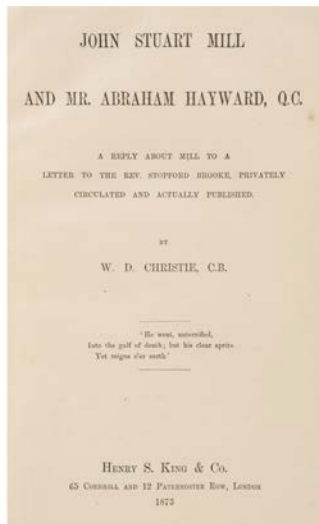 JOHN STUART MILL
AND MR. ABRAHAM HAYWARD, Q.C.
A REPLY ABOUT MILL TO A
LETTER TO THE REV. STOPFORD BROOKE, PRIVATELY
CIRCULATED AND ACTUALLY PUBLISHED.
BY
W. D. CHRISTIE, C.B.
'He went, unterrified,
Into the gulf of death; but his clear sprite
Yet reigns o'er earth'
HENRY S. KING & CO.
65 CORNHILL AND 12 PATERNOSTER ROW, LONDON
1873